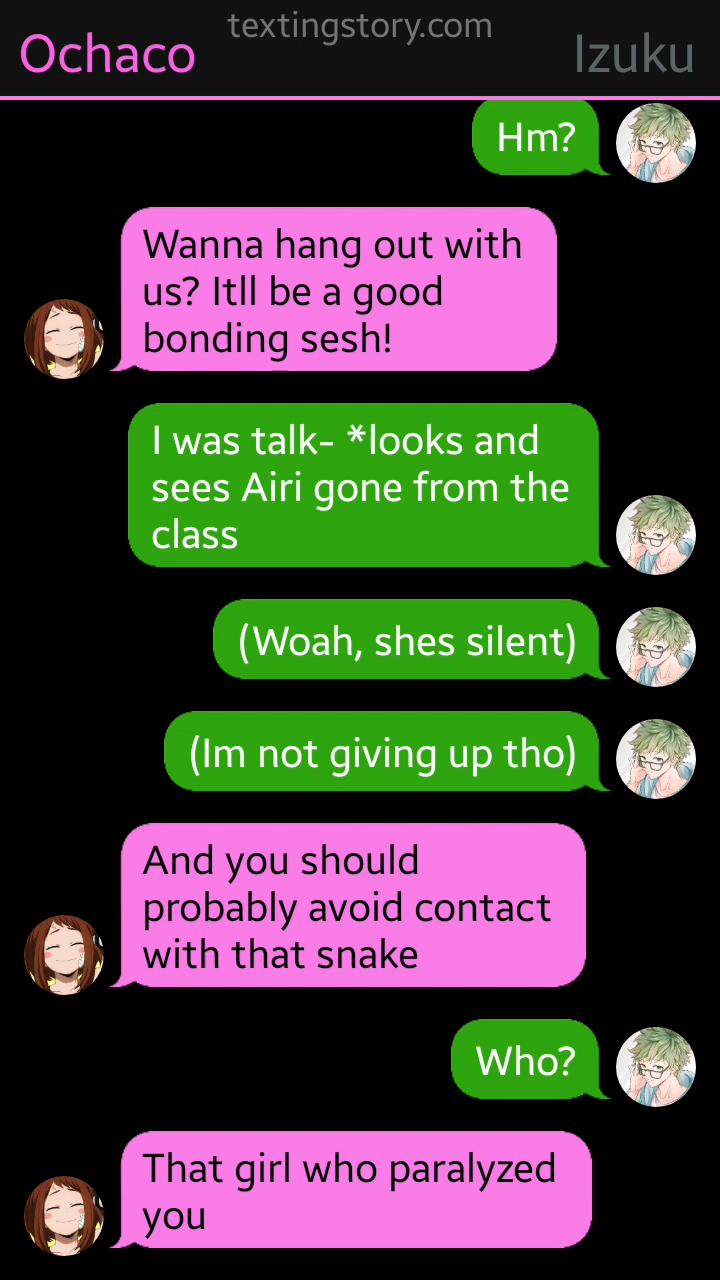 textingstory.com
Ochaco
Izuku
Hm?
Wanna hang out with
us? Itll be a good
bonding sesh!
I was talk- *looks and
sees Airi gone from the
class
(Woah, shes silent)
(Im not giving up tho)
And you should
probably avoid contact
with that snake
Who?
That girl who paralyzed
you